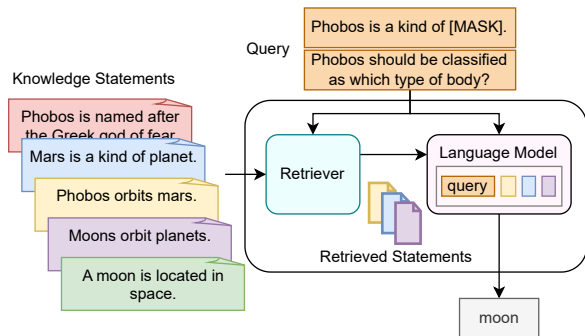 Phobos is a kind of [MASK].
Query
Phobos should be classified
as which type of body?
Knowledge Statements
Phobos is named after
the Greek god of fear.
Mars is a kind of planet.
Phobos orbits mars.
Moons orbit planets.
A moon is located in
space.
Retriever
Language Model
query
Retrieved Statements
moon